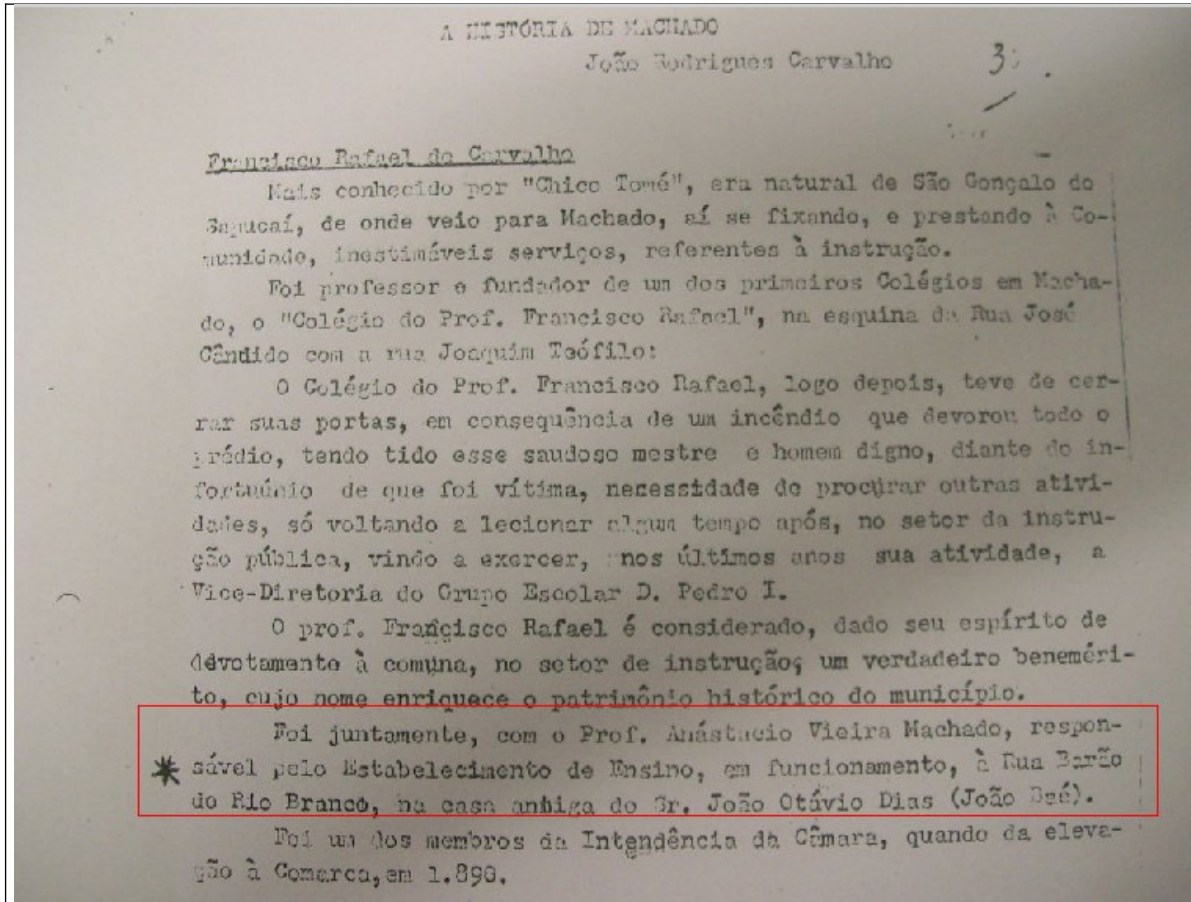 A HISTÓRIA DE MACHADO
João Rodrigues Carvalho
3
Francisco Rafael de Carvalho
Mais conhecido por "Chico Tomé", era natural de São Gonçalo do
Sapucaí, de onde veio para Machado, aí se fixando, e prestando à Co-
munidade, inestimáveis serviços, referentes à instrução.
Foi professor e fundador de um dos primeiros Colégios em Macha-
do, o "Colégio do Prof. Francisco Rafael", na esquina da Rua José
Cândido com a rua Joaquim Teófilo:
O Colégio do Prof. Francisco Rafael, logo depois, teve de cer-
rar suas portas, em consequência de um incêndio que devorou todo o
prédio, tendo tido esse saudoso mestre e homem digno, diante do in-
fortúnio de que foi vítima, necessidade de procurar outras ativi-
dades, só voltando a lecionar algum tempo após, no setor da instru-
ção pública, vindo a exercer, nos últimos anos sua atividade, a
Vice-Diretoria do Grupo Escolar D. Pedro I.
O prof. Francisco Rafael é considerado, dado seu espírito de
devotamento à comuna, no setor de instrução, um verdadeiro beneméri-
to, cujo nome enriquece o patrimônio histórico do município.
Foi juntamente, com o Prof. Anástacio Vieira Machado, respon-
* sável pelo Estabelecimento de Ensino, em funcionamento, à Rua Barão
do Rio Branco, na casa antiga do Sr. João Otávio Dias (João).
Foi um dos membros da Intendência da Câmara, quando da eleva-
ção à Comarca, em 1.890.